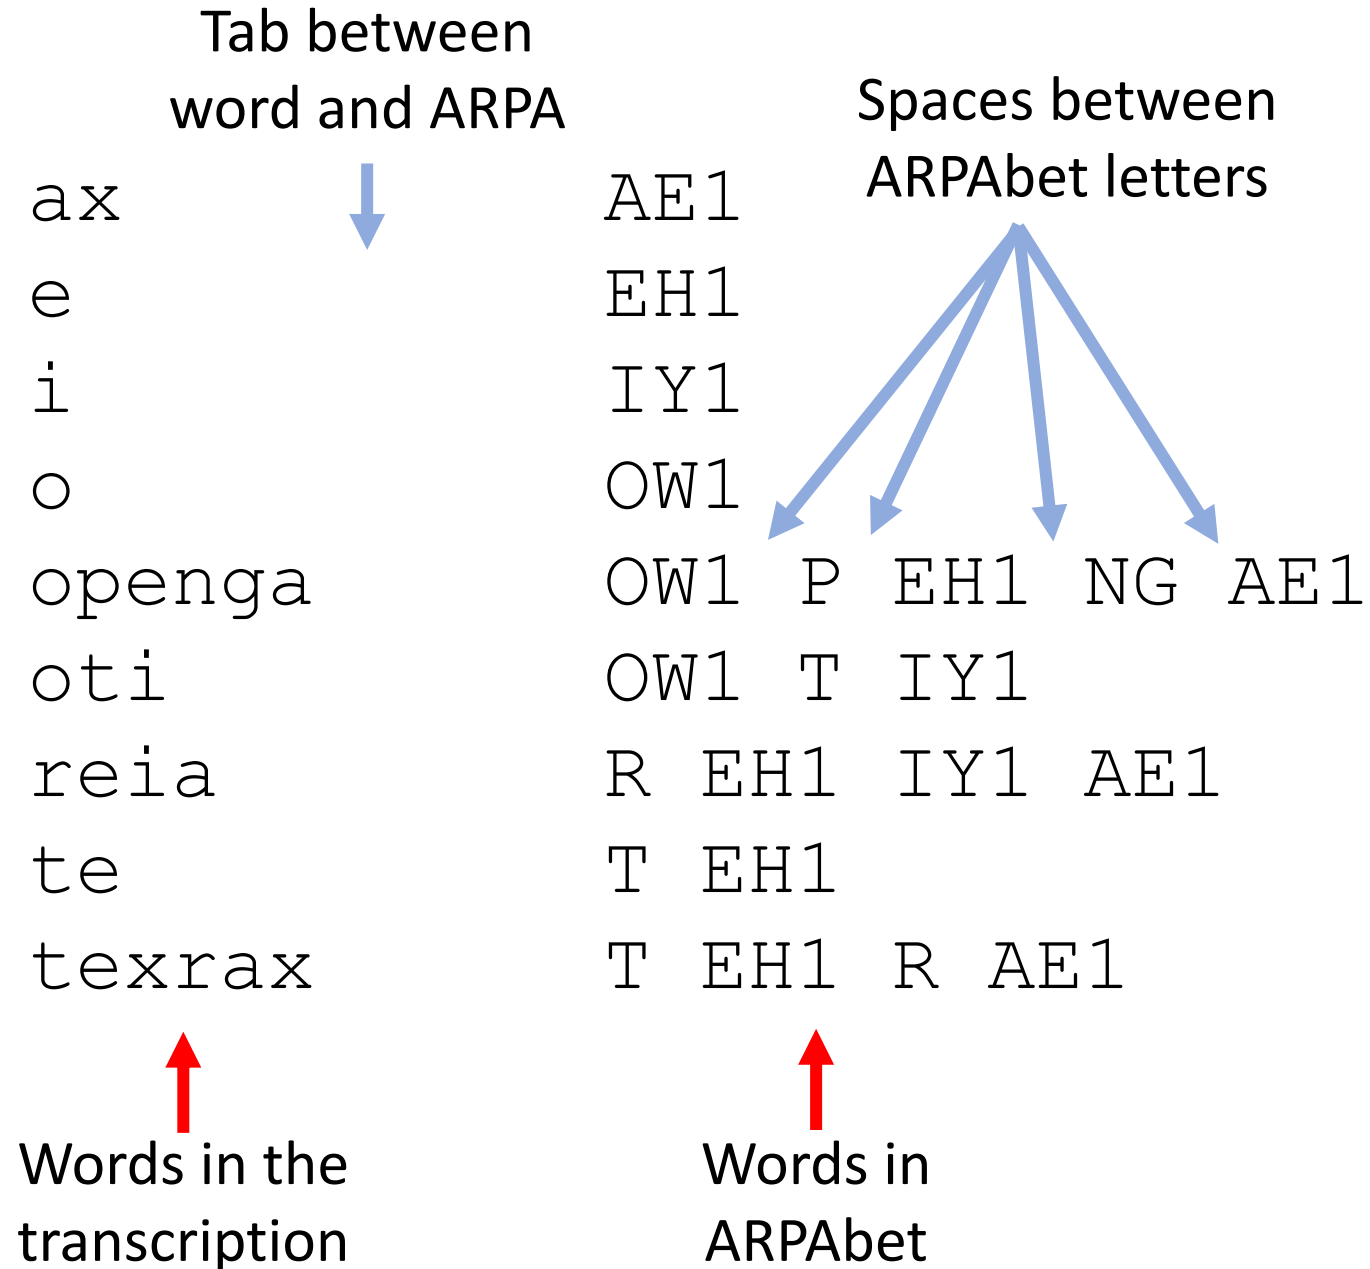 Tab between
word and ARPA
Spaces between
ARPAbet letters
ax	AE1
e	EH1
i	IY1
o	OW1
openga	OW1 P EH1 NG AE1
oti	OW1 T IY1
reia	R EH1 IY1 AE1
te	T EH1
texrax	T EH1 R AE1
Words in the
transcription
Words in
ARPAbet